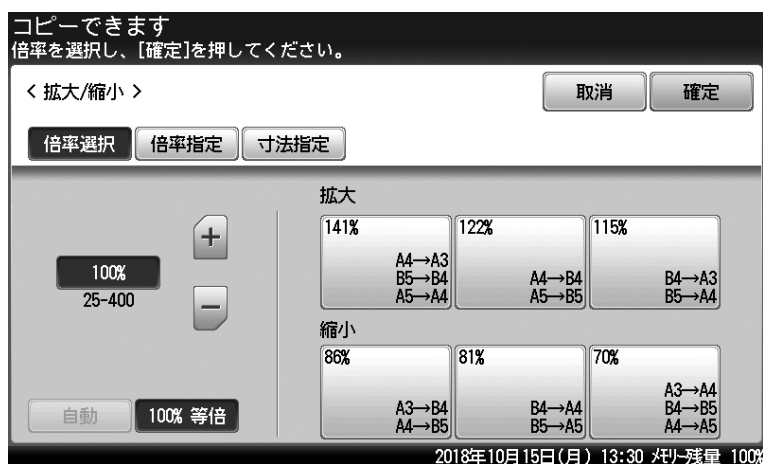 コピーできます
倍率を選択し、[確定]を押してください。
< 拡大/縮小 >
取消
確定
倍率選択
倍率指定
寸法指定
100%
25-400
+
−
自動
100% 等倍
拡大
141%
A4→A3
B5→B4
A5→A4
122%
A4→B4
A5→B5
115%
B4→A3
B5→A4
縮小
86%
A3→B4
A4→B5
81%
B4→A4
B5→A5
70%
A3→A4
B4→B5
A4→A5
2018年10月15日(月) 13:30 メモリー残量 100%